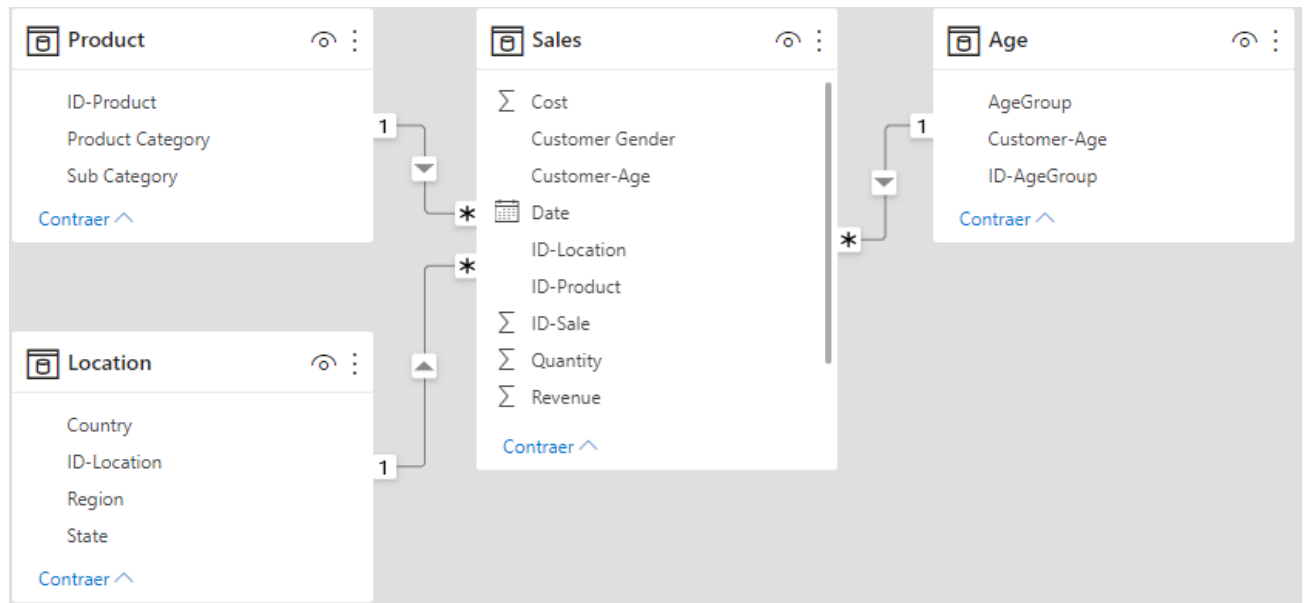 Product
ID-Product
Product Category
Sub Category
Contraer
1
*
Sales
Σ Cost
Customer Gender
Customer-Age
Date
ID-Location
ID-Product
Σ ID-Sale
Σ Quantity
Σ Revenue
Contraer
Age
AgeGroup
Customer-Age
ID-AgeGroup
Contraer
1
*
Location
Country
ID-Location
Region
State
Contraer
1
*